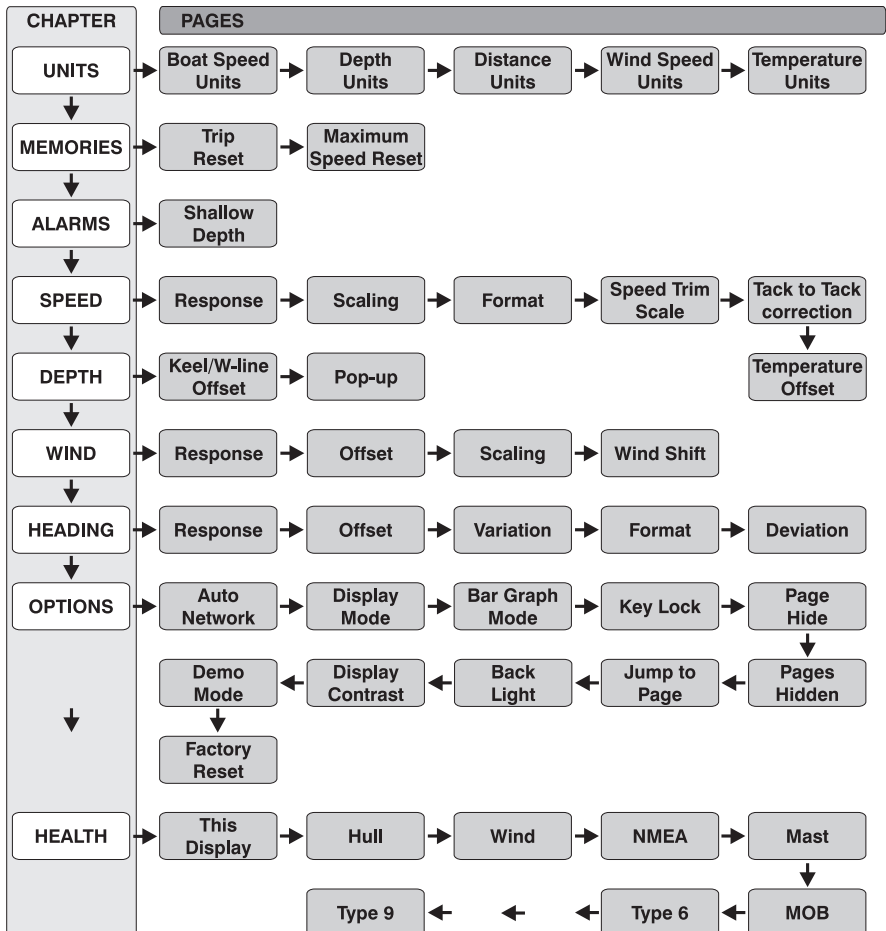 CHAPTER PAGES
UNITS
Boat Speed
Units
Depth
Units
Distance
Units
Wind Speed
Units
Temperature
Units
MEMORIES
Trip
Reset
Maximum
Speed Reset
ALARMS
Shallow
Depth
SPEED
Response
Scaling
Format
Speed Trim
Scale
Tack to Tack
correction
Temperature
Offset
DEPTH
Keel/W-line
Offset
Pop-up
WIND
Response
Offset
Scaling
Wind Shift
HEADING
Response
Offset
Variation
Format
Deviation
OPTIONS
Auto
Network
Display
Mode
Bar Graph
Mode
Key Lock
Page
Hide
Pages
Hidden
Jump to
Page
Back
Light
Display
Contrast
Demo
Mode
Factory
Reset
HEALTH
This
Display
Hull
Wind
NMEA
Mast
MOB
Type 6
Type 9